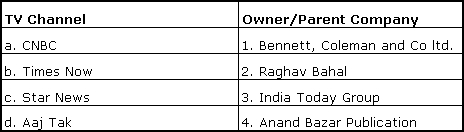 TV Channel Owner/Parent Company
a. CNBC 1. Bennett, Coleman and Co ltd.
b. Times Now 2. Raghav Bahal
c. Star News 3. India Today Group
d. Aaj Tak 4. Anand Bazar Publication